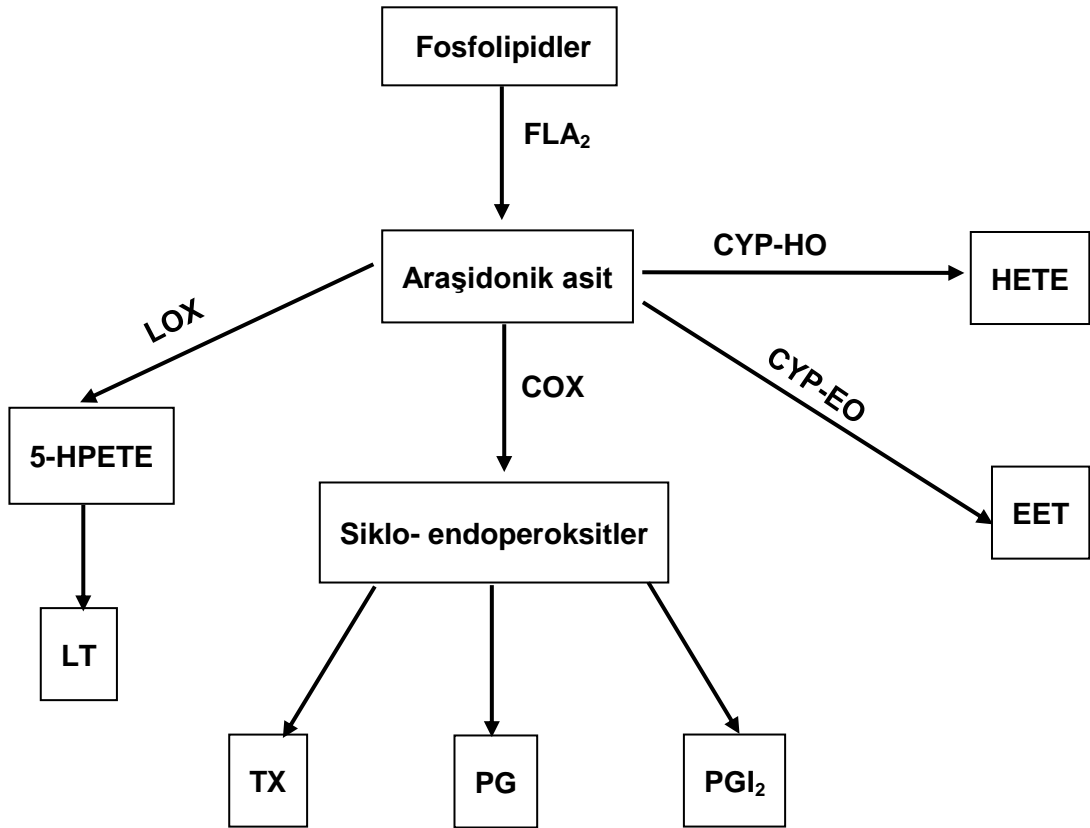 Fosfolipidler
FLA₂
Araşidonik asit
CYP-HO
HETE
LOX
COX
CYP-EO
5-HPETE
Siklo- endoperoksitler
EET
LT
TX
PG
PGI₂